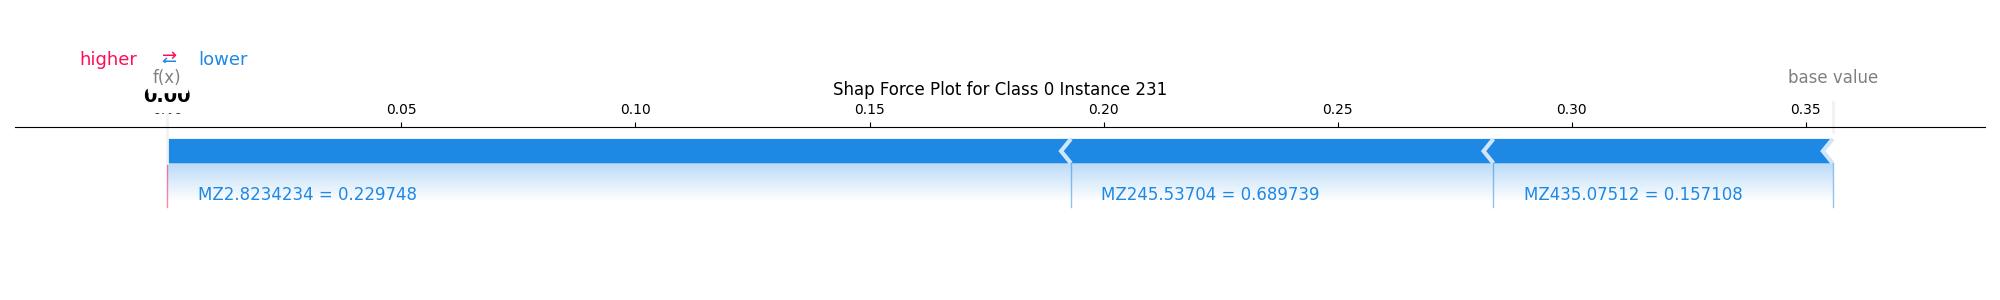 higher ⇄ lower
f(x)
base value
0.00
Shap Force Plot for Class 0 Instance 231
0.05 0.10 0.15 0.20 0.25 0.30 0.35
MZ2.8234234 = 0.229748 MZ245.53704 = 0.689739 MZ435.07512 = 0.157108